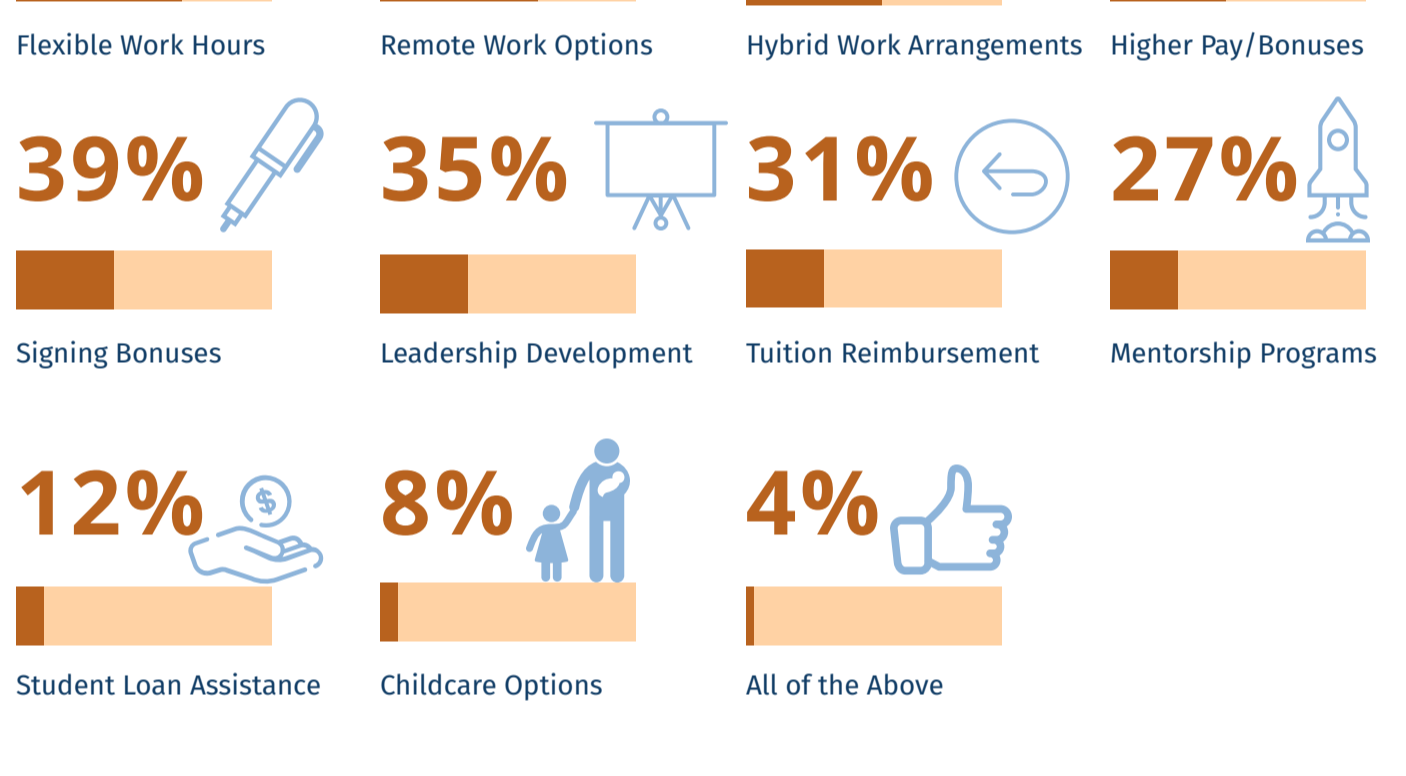 Flexible Work Hours
Remote Work Options
Hybrid Work Arrangements
Higher Pay/Bonuses
39%
35%
31%
27%
Signing Bonuses
Leadership Development
Tuition Reimbursement
Mentorship Programs
12%
$
8%
4%
Student Loan Assistance
Childcare Options
All of the Above